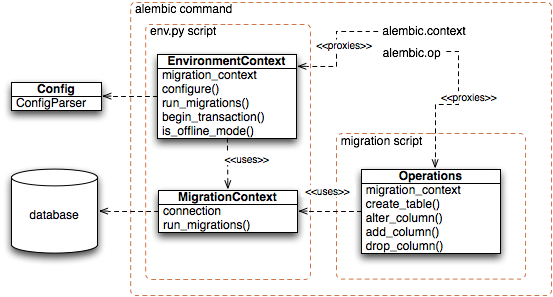 alembic command
env.py script
alembic.context
<<proxies>>
alembic.op
EnvironmentContext
migration_context
configure()
run_migrations()
begin_transaction()
is_offline_mode()
Config
ConfigParser
<<proxies>>
migration script
<<uses>>
Operations
migration_context
create_table()
alter_column()
add_column()
drop_column()
<<uses>>
MigrationContext
connection
run_migrations()
database